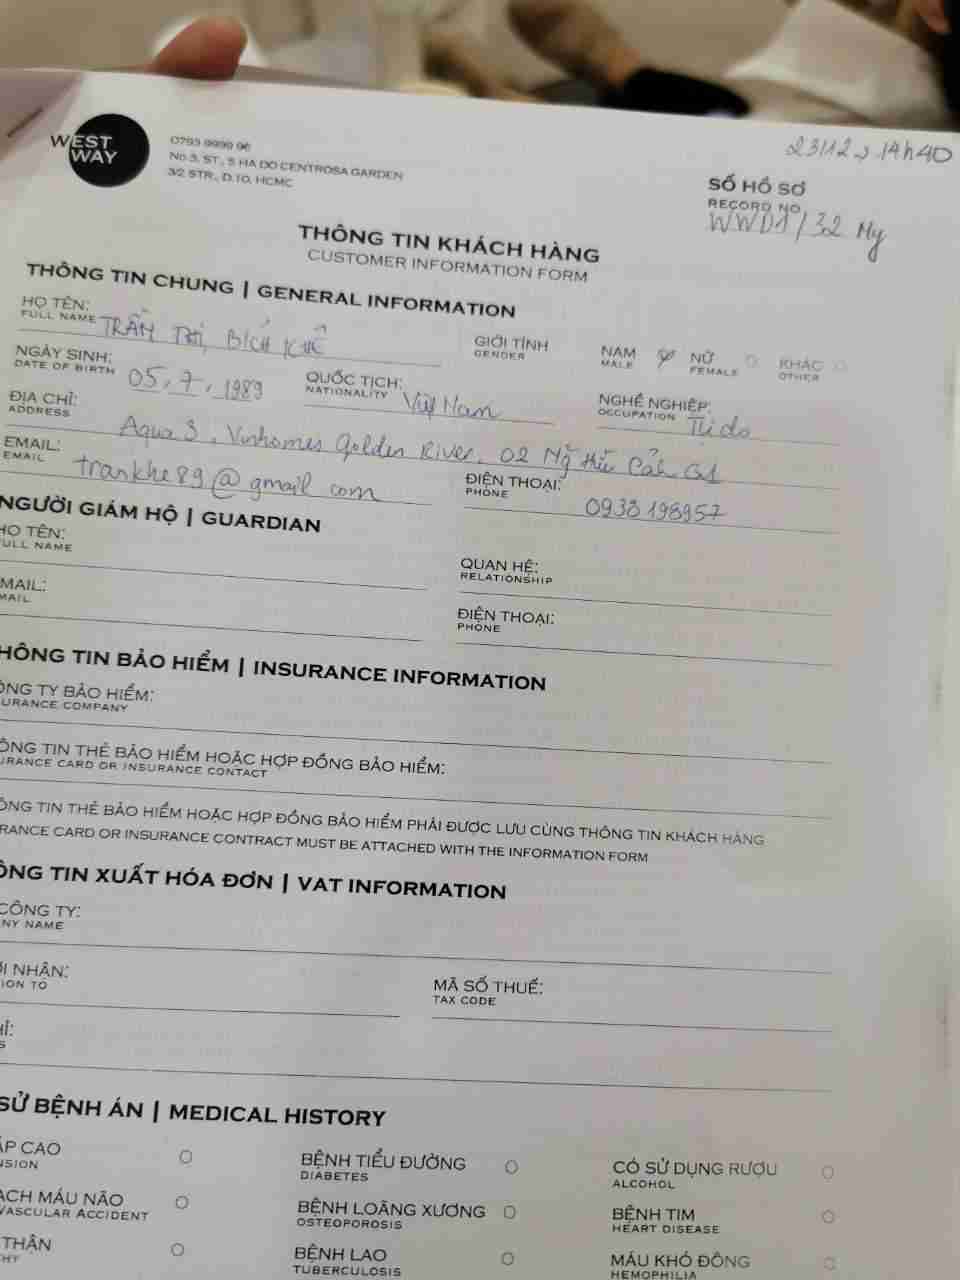 WEST
WAY
0793 9999 96
No 3, ST., 5 HA DO CENTROSA GARDEN
3/2 STR., D.10, HCMC
23/12 14h40
SỐ HỒ SƠ
RECORD NO
WWD1/32 My
THÔNG TIN KHÁCH HÀNG
CUSTOMER INFORMATION FORM
THÔNG TIN CHUNG | GENERAL INFORMATION
HỌ TÊN: TRẦN THỊ BÍCH KHÊ GIỚI TÍNH NAM NỮ KHÁC
FULL NAME GENDER MALE FEMALE OTHER
NGÀY SINH: 05, 7, 1989 QUỐC TỊCH: Việt Nam NGHỀ NGHIỆP: Tự do
DATE OF BIRTH NATIONALITY OCCUPATION
ĐỊA CHỈ: Aqua 3, Vinhomes Golden River, 02 Tôn Q1
ADDRESS
EMAIL: trankhe89@gmail com ĐIỆN THOẠI: 0938198957
EMAIL PHONE
NGƯỜI GIÁM HỘ | GUARDIAN
HỌ TÊN: QUAN HỆ:
FULL NAME RELATIONSHIP
MAIL: ĐIỆN THOẠI:
MAIL PHONE
HÔNG TIN BẢO HIỂM | INSURANCE INFORMATION
ÔNG TY BẢO HIỂM:
URANCE COMPANY
ÔNG TIN THẺ BẢO HIỂM HOẶC HỢP ĐỒNG BẢO HIỂM:
URANCE CARD OR INSURANCE CONTACT
ÔNG TIN THẺ BẢO HIỂM HOẶC HỢP ĐỒNG BẢO HIỂM PHẢI ĐƯỢC LƯU CÙNG THÔNG TIN KHÁCH HÀNG
RANCE CARD OR INSURANCE CONTRACT MUST BE ATTACHED WITH THE INFORMATION FORM
ÔNG TIN XUẤT HÓA ĐƠN | VAT INFORMATION
CÔNG TY:
NY NAME
I NHẬN: MÃ SỐ THUẾ:
ION TO TAX CODE
HỈ:
S
SỬ BỆNH ÁN | MEDICAL HISTORY
ÁP CAO BỆNH TIỂU ĐƯỜNG CÓ SỬ DỤNG RƯỢU
NSION DIABETES ALCOHOL
ẠCH MÁU NÃO BỆNH LOÃNG XƯƠNG BỆNH TIM
VASCULAR ACCIDENT OSTEOPOROSIS HEART DISEASE
THẬN BỆNH LAO MÁU KHÓ ĐÔNG
HY TUBERCULOSIS HEMOPHILIA